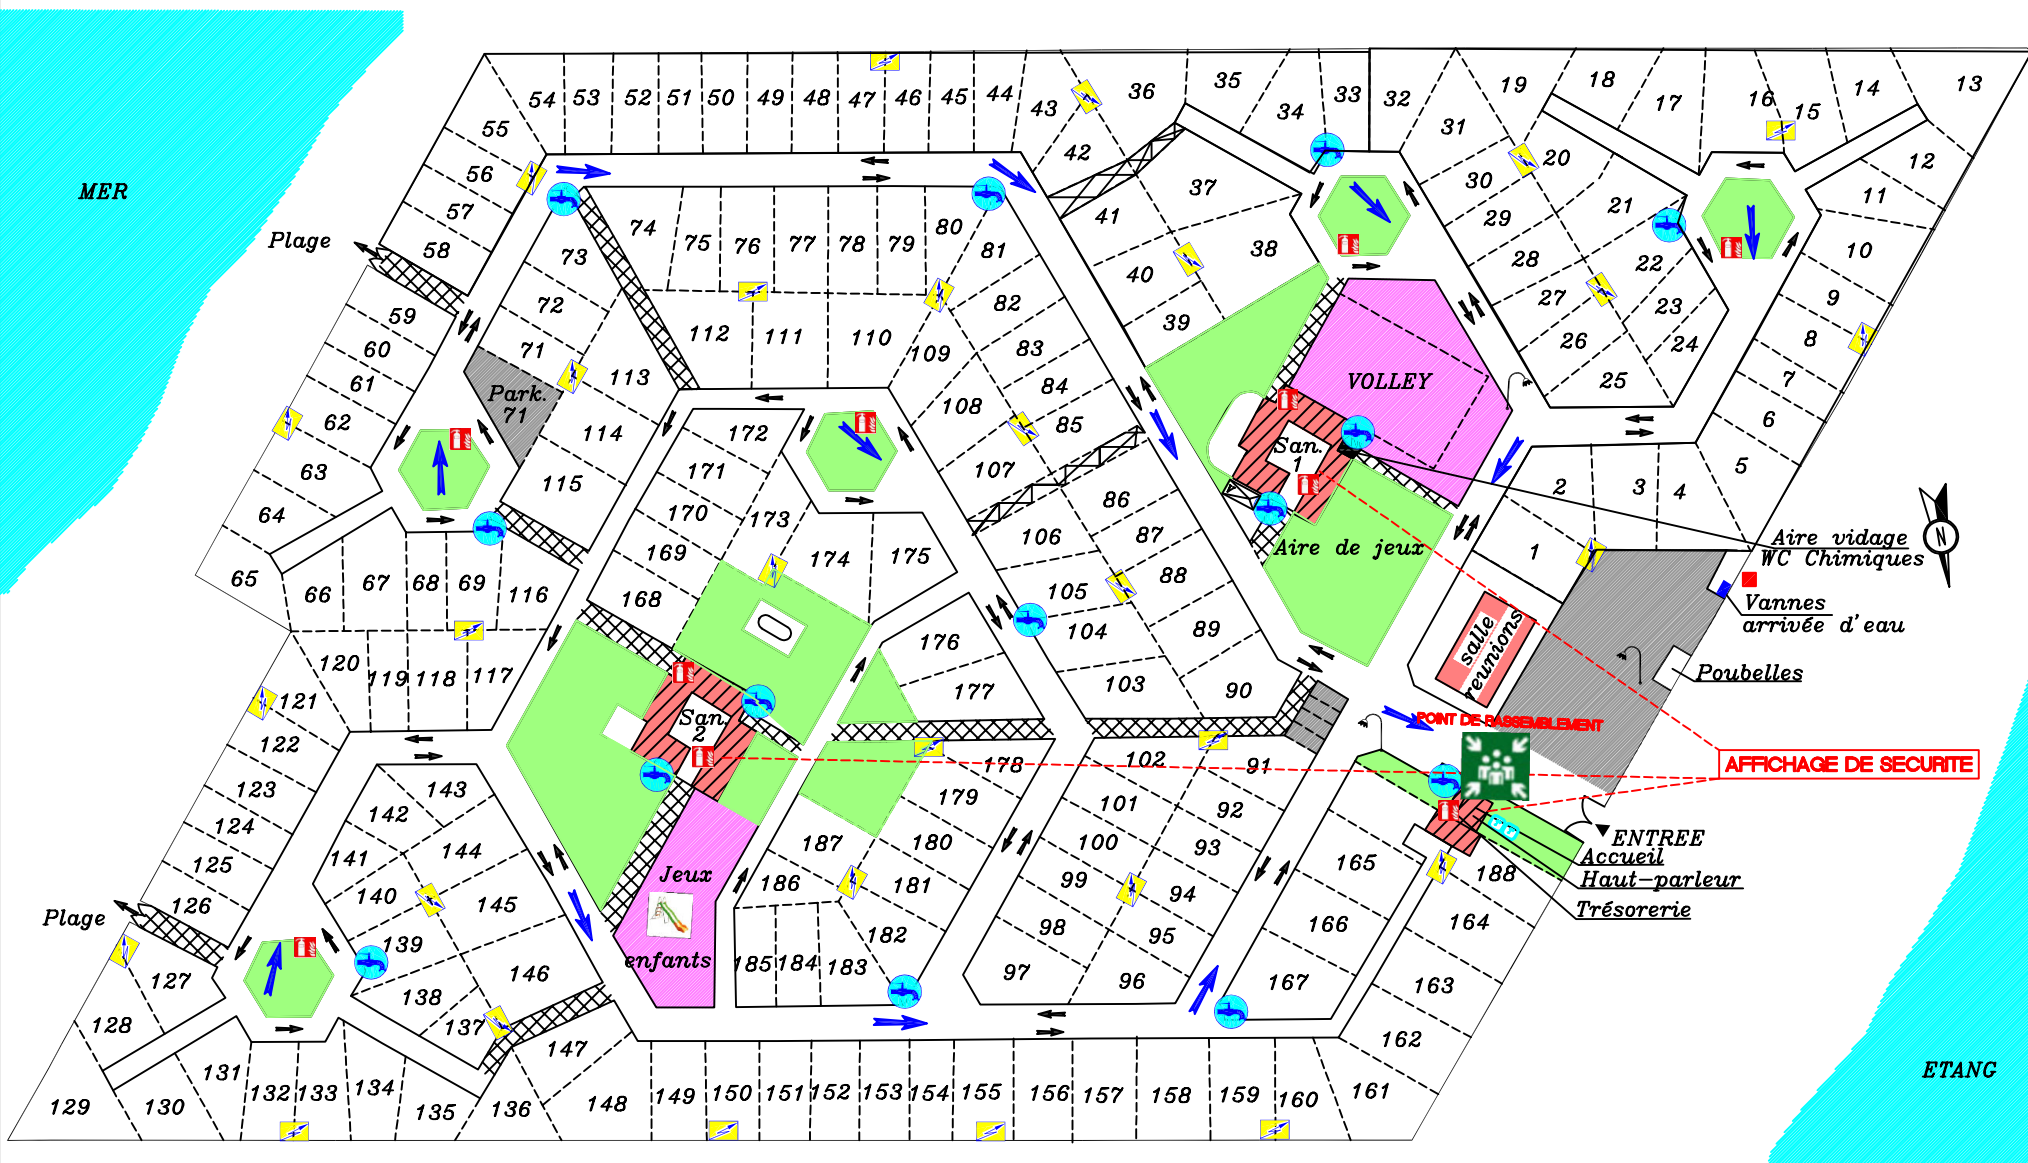 MER
Plage
54 53 52 51 50 49 48 47 46 45 44 43
36 35 34 33 32
19 18 17 16 15 14 13
55 56 57 58
42 41 40 39
37 38
31 30 29 28 27 26 25
20 21 22 23 24
12 11 10 9 8 7 6 5
59 60 61 62 63 64 65
74 75 76 77 78 79 80
73 72 71
Park.
71
81 82 83 84 85
112 111 110 109 108 107
113 114 115
VOLLEY
San.
1
Aire de jeux
2 3 4
1
N
Aire vidage
WC Chimiques
Vannes
arrivée d'eau
salle
reunions
Poubelles
POINT DE RASSEMBLEMENT
AFFICHAGE DE SECURITE
ENTREE
Accueil
Haut-parleur
Trésorerie
172 171 170 169 168
173 174 175
66 67 68 69 116
120 119 118 117
121 122 123 124 125 126
106 105 104 103
86 87 88 89 90
176 177
San.
2
Jeux
enfants
178 179 180 181 182
187 186 185 184 183
102 101 100 99 98 97
91 92 93 94 95 96
165 166 167
188 164 163 162 161
143 142 141 140 139 138 137
144 145 146
Plage
127 128 129 130 131 132 133 134 135 136
147 148 149 150 151 152 153 154 155 156 157 158 159 160
ETANG